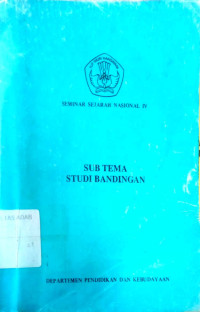 SEMINAR SEJARAH NASIONAL IV
SUB TEMA
STUDI BANDINGAN
DEPARTEMEN PENDIDIKAN DAN KEBUDAYAAN